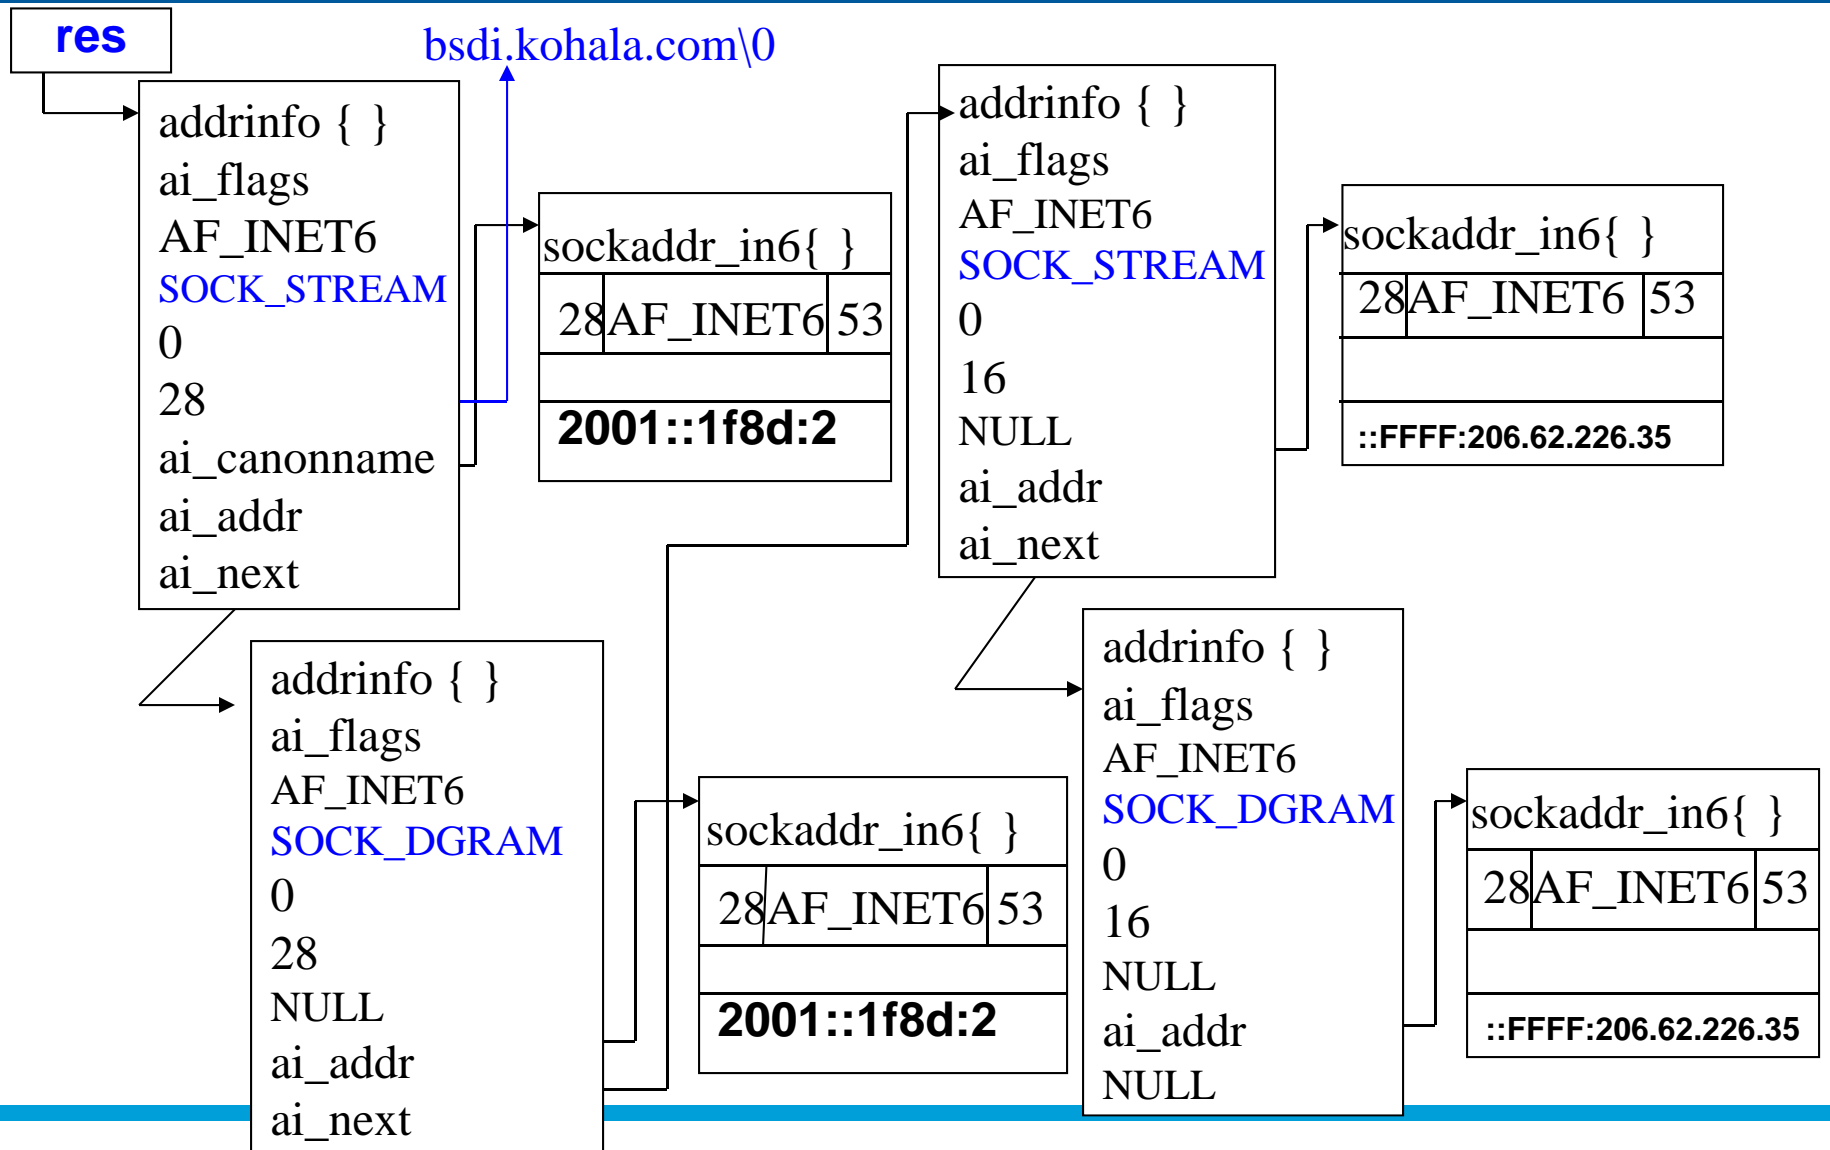 res
bsdi.kohala.com\0
addrinfo { }
ai_flags
AF_INET6
SOCK_STREAM
0
28
ai_canonname
ai_addr
ai_next
sockaddr_in6{ }
28 AF_INET6 53
2001::1f8d:2
addrinfo { }
ai_flags
AF_INET6
SOCK_DGRAM
0
28
NULL
ai_addr
ai_next
sockaddr_in6{ }
28 AF_INET6 53
2001::1f8d:2
addrinfo { }
ai_flags
AF_INET6
SOCK_STREAM
0
16
NULL
ai_addr
ai_next
sockaddr_in6{ }
28 AF_INET6 53
::FFFF:206.62.226.35
addrinfo { }
ai_flags
AF_INET6
SOCK_DGRAM
0
16
NULL
ai_addr
NULL
sockaddr_in6{ }
28 AF_INET6 53
::FFFF:206.62.226.35